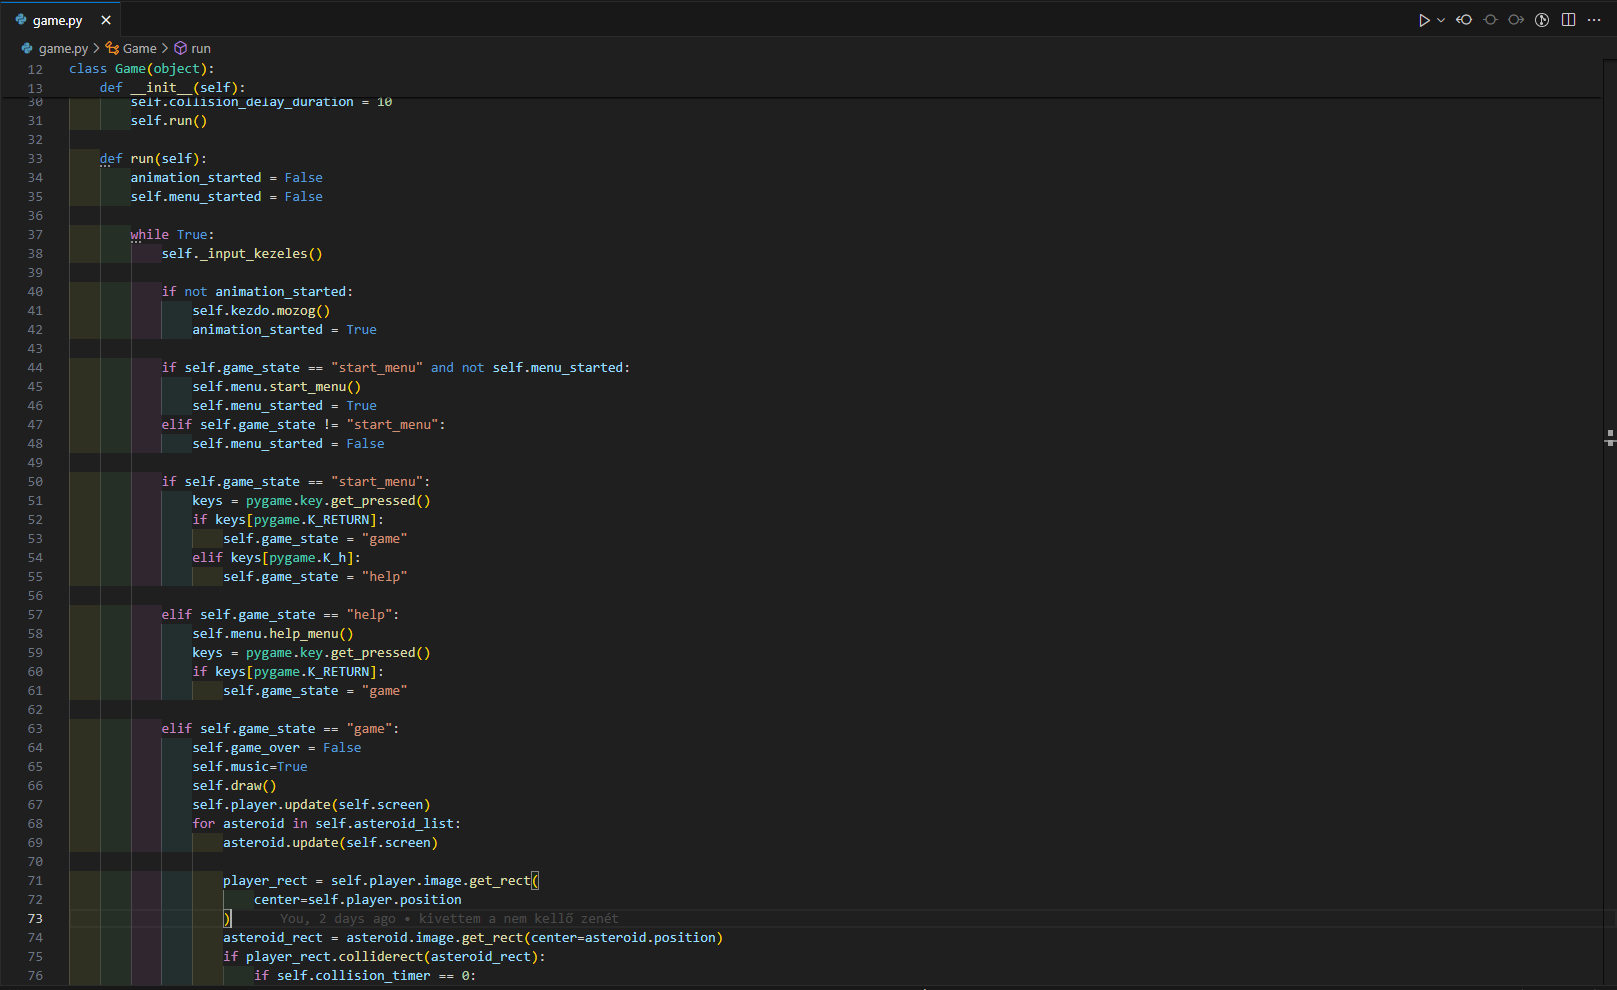 game.py
game.py > Game > run
12 class Game(object):
13     def __init__(self):
30         self.collision_delay_duration = 10
31         self.run()
32
33     def run(self):
34         animation_started = False
35         self.menu_started = False
36
37         while True:
38             self._input_kezeles()
39
40             if not animation_started:
41                 self.kezdo.mozog()
42                 animation_started = True
43
44             if self.game_state == "start_menu" and not self.menu_started:
45                 self.menu.start_menu()
46                 self.menu_started = True
47             elif self.game_state != "start_menu":
48                 self.menu_started = False
49
50             if self.game_state == "start_menu":
51                 keys = pygame.key.get_pressed()
52                 if keys[pygame.K_RETURN]:
53                     self.game_state = "game"
54                 elif keys[pygame.K_h]:
55                     self.game_state = "help"
56
57             elif self.game_state == "help":
58                 self.menu.help_menu()
59                 keys = pygame.key.get_pressed()
60                 if keys[pygame.K_RETURN]:
61                     self.game_state = "game"
62
63             elif self.game_state == "game":
64                 self.game_over = False
65                 self.music=True
66                 self.draw()
67                 self.player.update(self.screen)
68                 for asteroid in self.asteroid_list:
69                     asteroid.update(self.screen)
70
71                     player_rect = self.player.image.get_rect(
72                         center=self.player.position
73                     ) You, 2 days ago • kivettem a nem kellő zenét
74                     asteroid_rect = asteroid.image.get_rect(center=asteroid.position)
75                     if player_rect.colliderect(asteroid_rect):
76                         if self.collision_timer == 0: